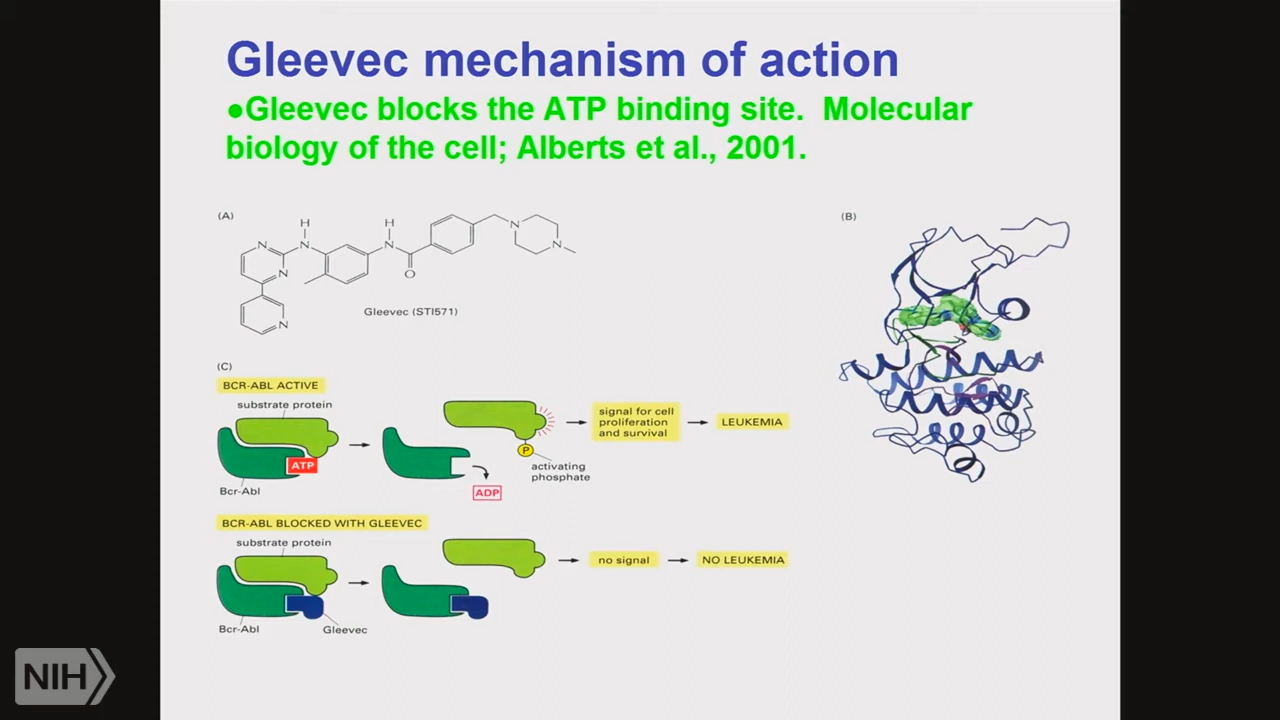 Gleevec mechanism of action
●Gleevec blocks the ATP binding site. Molecular
biology of the cell; Alberts et al., 2001.
(A)
H
H
N
N
N
N
N
N
O
N
Gleevec (STI571)
(B)
(C)
BCR-ABL ACTIVE
substrate protein
ATP
Bcr-Abl
P
activating
phosphate
ADP
signal for cell
proliferation
and survival
LEUKEMIA
BCR-ABL BLOCKED WITH GLEEVEC
substrate protein
Bcr-Abl
Gleevec
no signal
NO LEUKEMIA
NIH